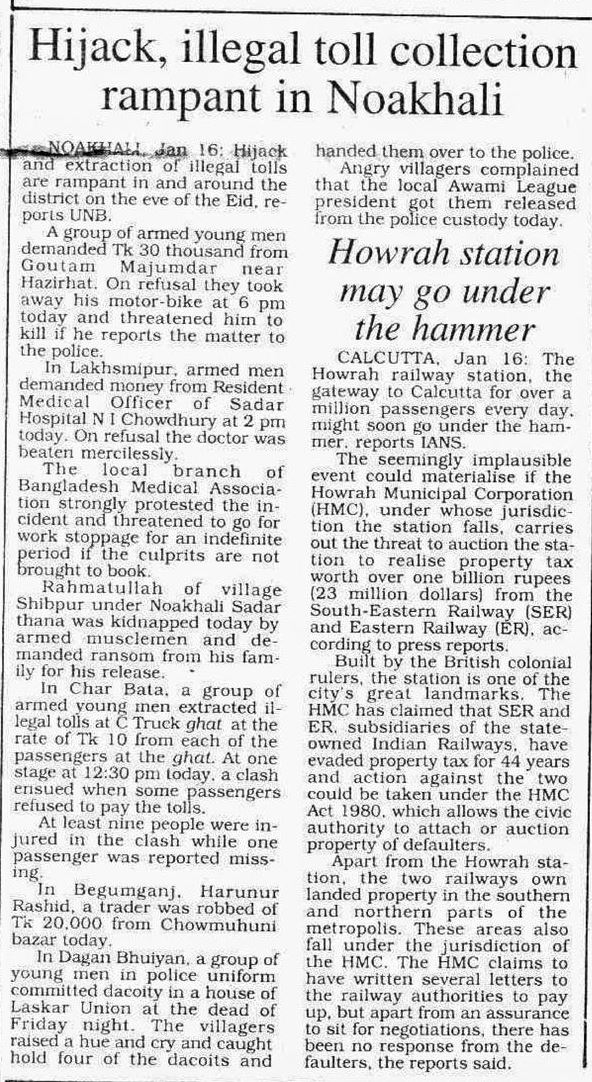 Hijack, illegal toll collection
rampant in Noakhali
NOAKHALI, Jan 16: Hijack
and extraction of illegal tolls
are rampant in and around the
district on the eve of the Eid, re-
ports UNB.
A group of armed young men
demanded Tk 30 thousand from
Goutam Majumdar near
Hazirhat. On refusal they took
away his motor-bike at 6 pm
today and threatened him to
kill if he reports the matter to
the police.
In Lakhsmipur, armed men
demanded money from Resident
Medical Officer of Sadar
Hospital N I Chowdhury at 2 pm
today. On refusal the doctor was
beaten mercilessly.
The local branch of
Bangladesh Medical Associa-
tion strongly protested the in-
cident and threatened to go for
work stoppage for an indefinite
period if the culprits are not
brought to book.
Rahmatullah of village
Shibpur under Noakhali Sadar
thana was kidnapped today by
armed musclemen and de-
manded ransom from his fam-
ily for his release.
In Char Bata, a group of
armed young men extracted il-
legal tolls at C Truck ghat at the
rate of Tk 10 from each of the
passengers at the ghat. At one
stage at 12:30 pm today, a clash
ensued when some passengers
refused to pay the tolls.
At least nine people were in-
jured in the clash while one
passenger was reported miss-
ing.
In Begumganj, Harunur
Rashid, a trader was robbed of
Tk 20,000 from Chowmuhuni
bazar today.
In Dagan Bhuiyan, a group of
young men in police uniform
committed dacoity in a house of
Laskar Union at the dead of
Friday night. The villagers
raised a hue and cry and caught
hold four of the dacoits and
handed them over to the police.
Angry villagers complained
that the local Awami League
president got them released
from the police custody today.
Howrah station
may go under
the hammer
CALCUTTA, Jan 16: The
Howrah railway station, the
gateway to Calcutta for over a
million passengers every day,
might soon go under the ham-
mer, reports IANS.
The seemingly implausible
event could materialise if the
Howrah Municipal Corporation
(HMC), under whose jurisdic-
tion the station falls, carries
out the threat to auction the sta-
tion to realise property tax
worth over one billion rupees
(23 million dollars) from the
South-Eastern Railway (SER)
and Eastern Railway (ER), ac-
cording to press reports.
Built by the British colonial
rulers, the station is one of the
city's great landmarks. The
HMC has claimed that SER and
ER, subsidiaries of the state-
owned Indian Railways, have
evaded property tax for 44 years
and action against the two
could be taken under the HMC
Act 1980, which allows the civic
authority to attach or auction
property of defaulters.
Apart from the Howrah sta-
tion, the two railways own
landed property in the southern
and northern parts of the
metropolis. These areas also
fall under the jurisdiction of
the HMC. The HMC claims to
have written several letters to
the railway authorities to pay
up, but apart from an assurance
to sit for negotiations, there has
been no response from the de-
faulters, the reports said.